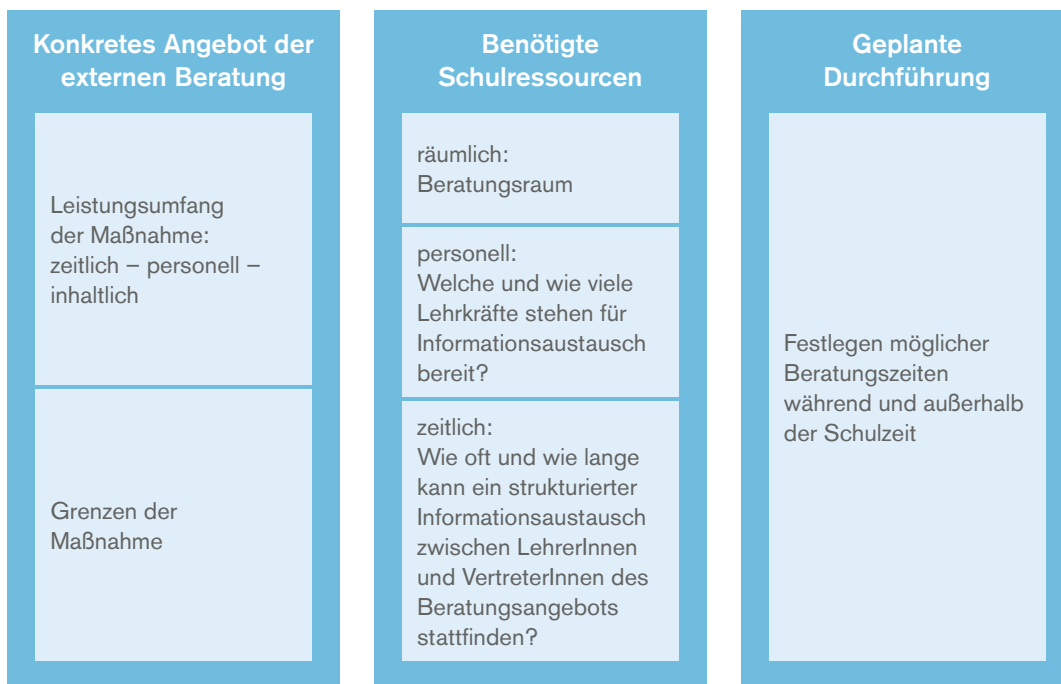 Konkretes Angebot der
externen Beratung
Leistungsumfang
der Maßnahme:
zeitlich – personell –
inhaltlich
Grenzen der
Maßnahme
Benötigte
Schulressourcen
räumlich:
Beratungsraum
personell:
Welche und wie viele
Lehrkräfte stehen für
Informationsaustausch
bereit?
zeitlich:
Wie oft und wie lange
kann ein strukturierter
Informationsaustausch
zwischen LehrerInnen
und VertreterInnen des
Beratungsangebots
stattfinden?
Geplante
Durchführung
Festlegen möglicher
Beratungszeiten
während und außerhalb
der Schulzeit